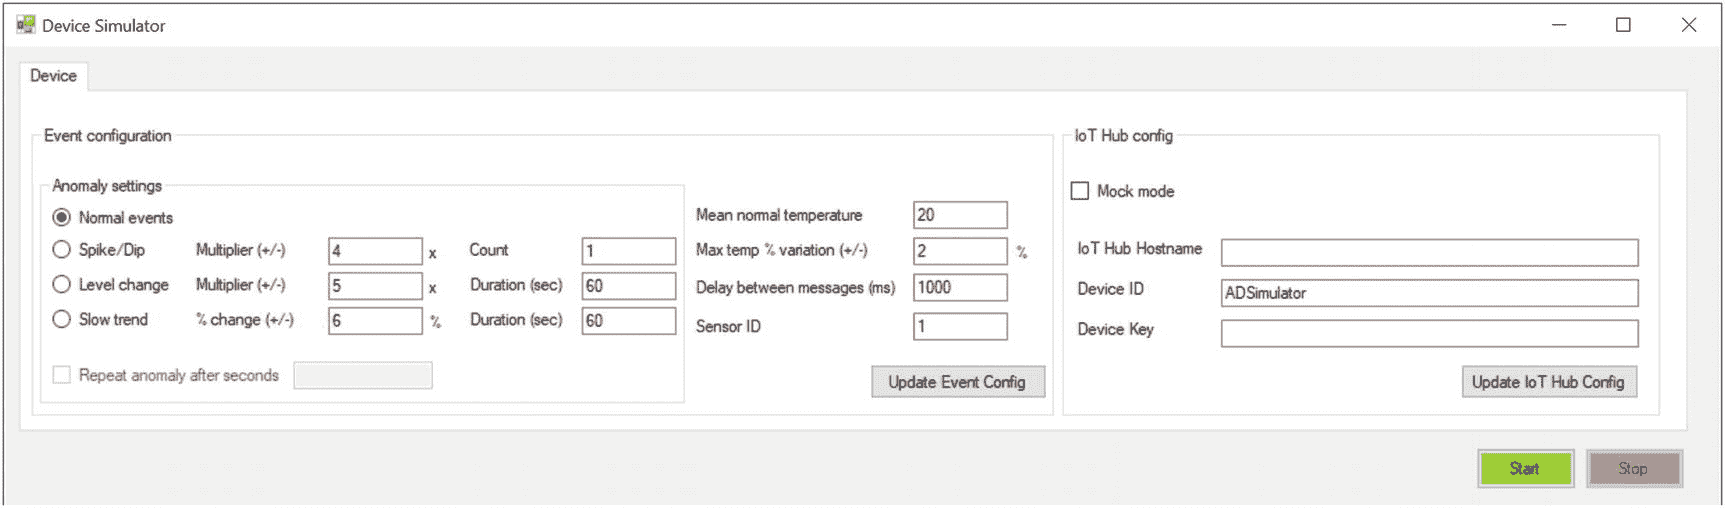 Device Simulator
Device
Event configuration
Anomaly settings
Normal events
Spike/Dip Multiplier (+/-) 4 x Count 1
Level change Multiplier (+/-) 5 x Duration (sec) 60
Slow trend % change (+/-) 6 % Duration (sec) 60
Repeat anomaly after seconds
Mean normal temperature 20
Max temp % variation (+/-) 2 %
Delay between messages (ms) 1000
Sensor ID 1
Update Event Config
IoT Hub config
Mock mode
IoT Hub Hostname
Device ID ADSimulator
Device Key
Update IoT Hub Config
Start Stop